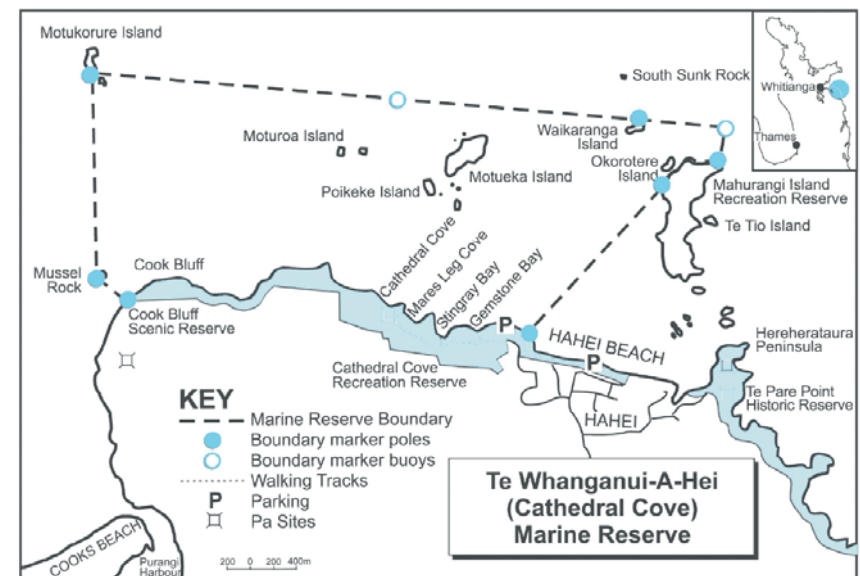 Motukorure Island
South Sunk Rock
Whitianga
Thames
Moturoa Island
Waikaranga
Island
Okorotere
Island
Motueka Island
Poikeke Island
Mahurangi Island
Recreation Reserve
Te Tio Island
Cathedral Cove
Mares Leg Cove
Stingray Bay
Gemstone Bay
Mussel
Rock
Cook Bluff
Cook Bluff
Scenic Reserve
P
HAHEI BEACH
P
Hereherataura
Peninsula
Cathedral Cove
Recreation Reserve
Te Pare Point
Historic Reserve
HAHEI
KEY
Marine Reserve Boundary
Boundary marker poles
Boundary marker buoys
Walking Tracks
P Parking
Pa Sites
Te Whanganui-A-Hei
(Cathedral Cove)
Marine Reserve
COOKS BEACH
Purangi
Harbour
200 0 200 400m